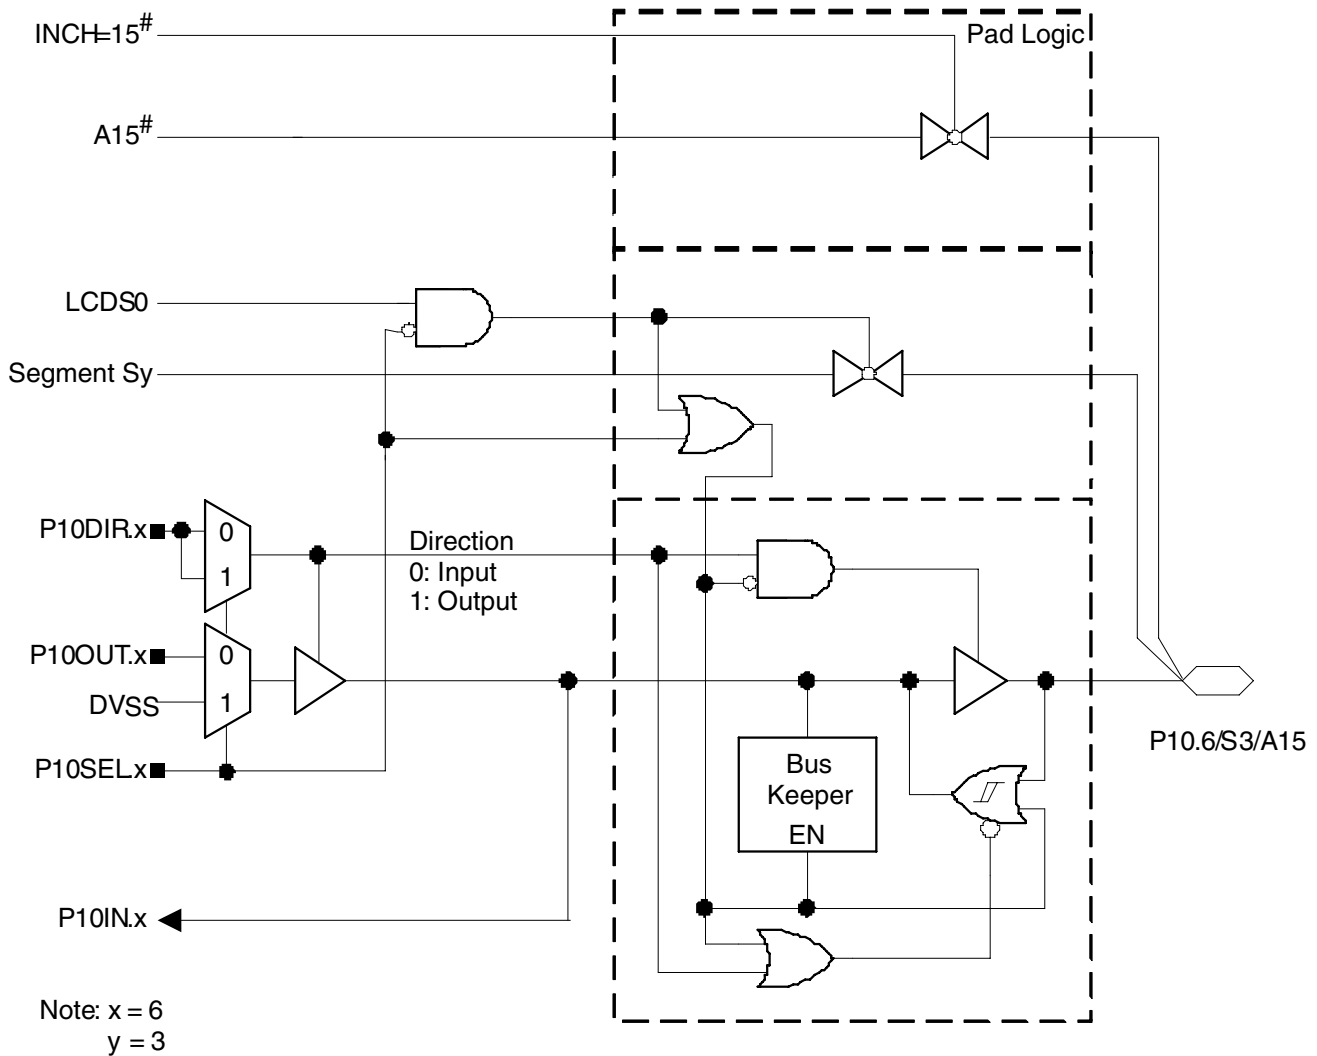 INCH=15#
Pad Logic
A15#
LCDS0
Segment Sy
P10DIR.x
0
1
Direction
0: Input
1: Output
P10OUT.x
0
DVSS
1
P10SEL.x
P10.6/S3/A15
Bus
Keeper
EN
P10IN.x
Note: x = 6
y = 3